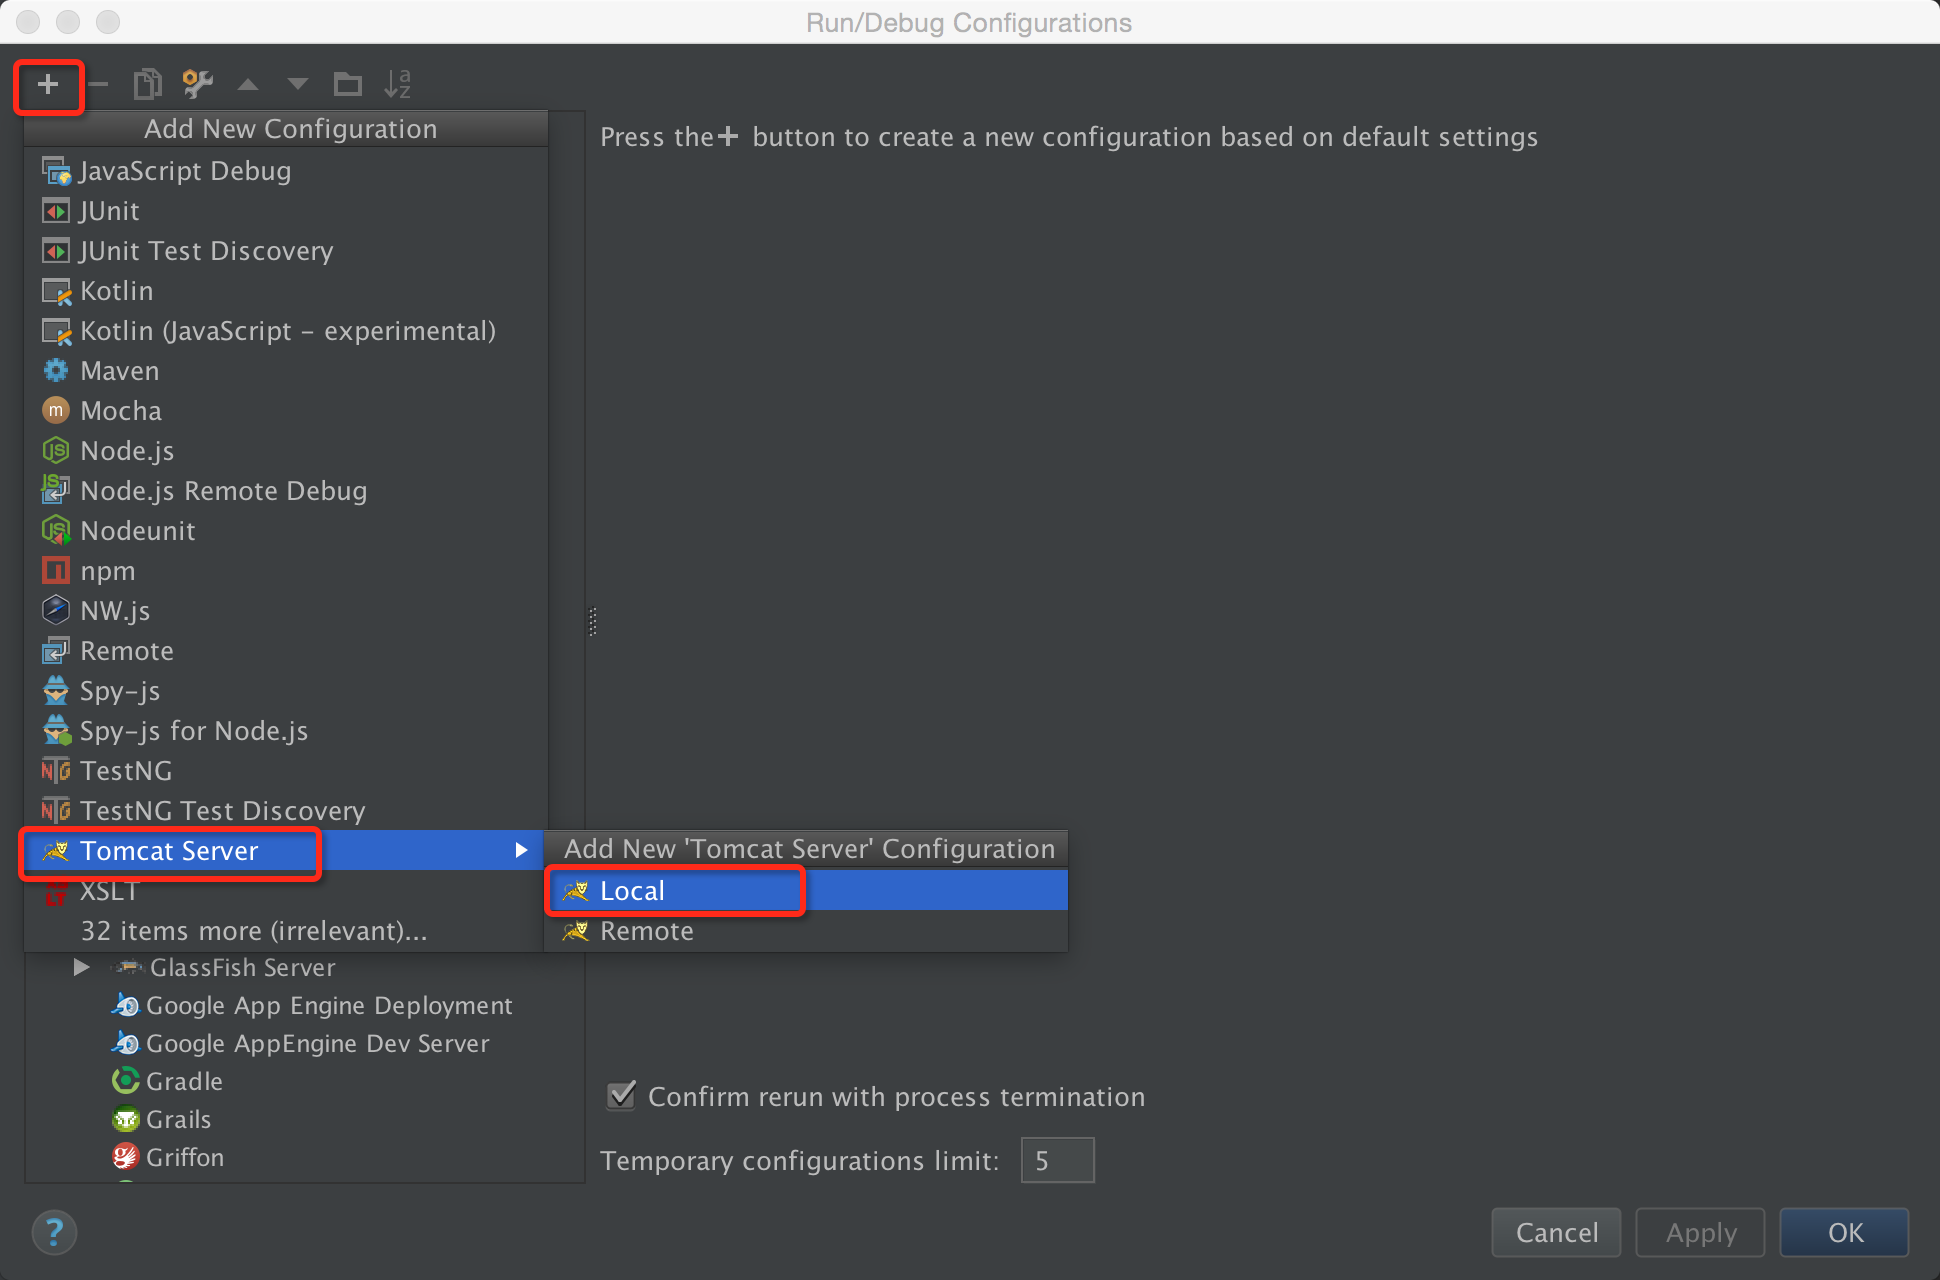 Run/Debug Configurations
Add New Configuration
Press the + button to create a new configuration based on default settings
JavaScript Debug
JUnit
JUnit Test Discovery
Kotlin
Kotlin (JavaScript – experimental)
Maven
Mocha
Node.js
Node.js Remote Debug
Nodeunit
npm
NW.js
Remote
Spy-js
Spy-js for Node.js
TestNG
TestNG Test Discovery
Tomcat Server
Add New 'Tomcat Server' Configuration
XSLT
Local
32 items more (irrelevant)...
Remote
GlassFish Server
Google App Engine Deployment
Google AppEngine Dev Server
Gradle
Grails
Griffon
Confirm rerun with process termination
Temporary configurations limit: 5
? Cancel Apply OK